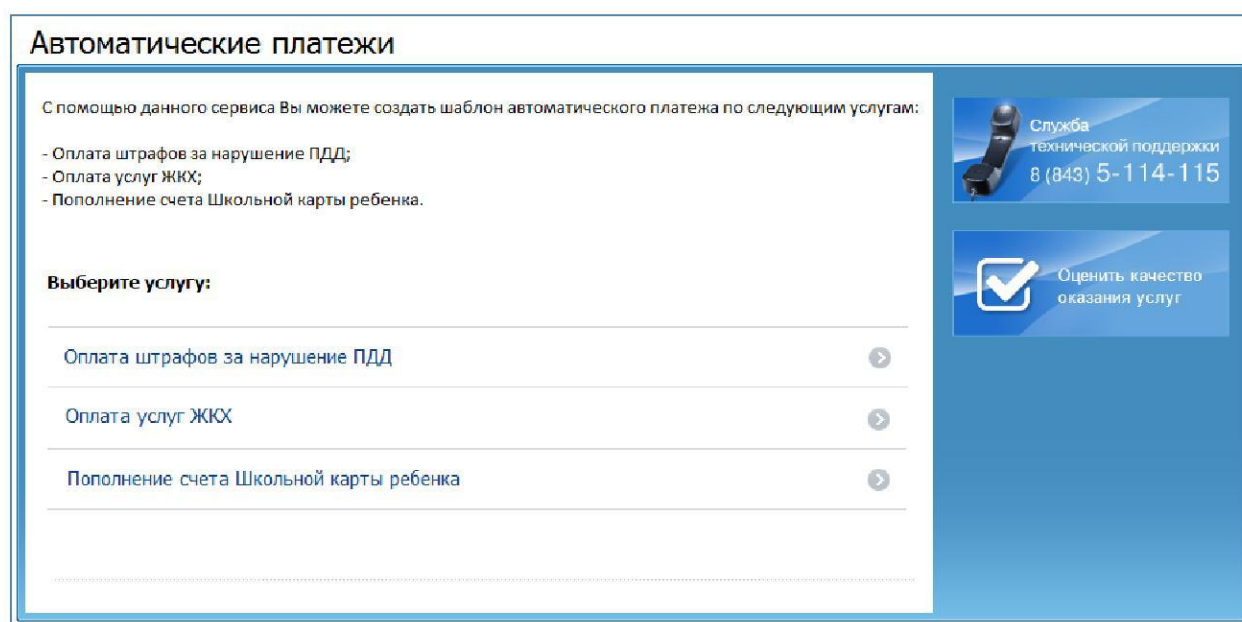 Автоматические платежи
С помощью данного сервиса Вы можете создать шаблон автоматического платежа по следующим услугам:
- Оплата штрафов за нарушение ПДД;
- Оплата услуг ЖКХ;
- Пополнение счета Школьной карты ребенка.
Выберите услугу:
Оплата штрафов за нарушение ПДД
Оплата услуг ЖКХ
Пополнение счета Школьной карты ребенка
Служба
технической поддержки
8 (843) 5-114-115
Оценить качество
оказания услуг